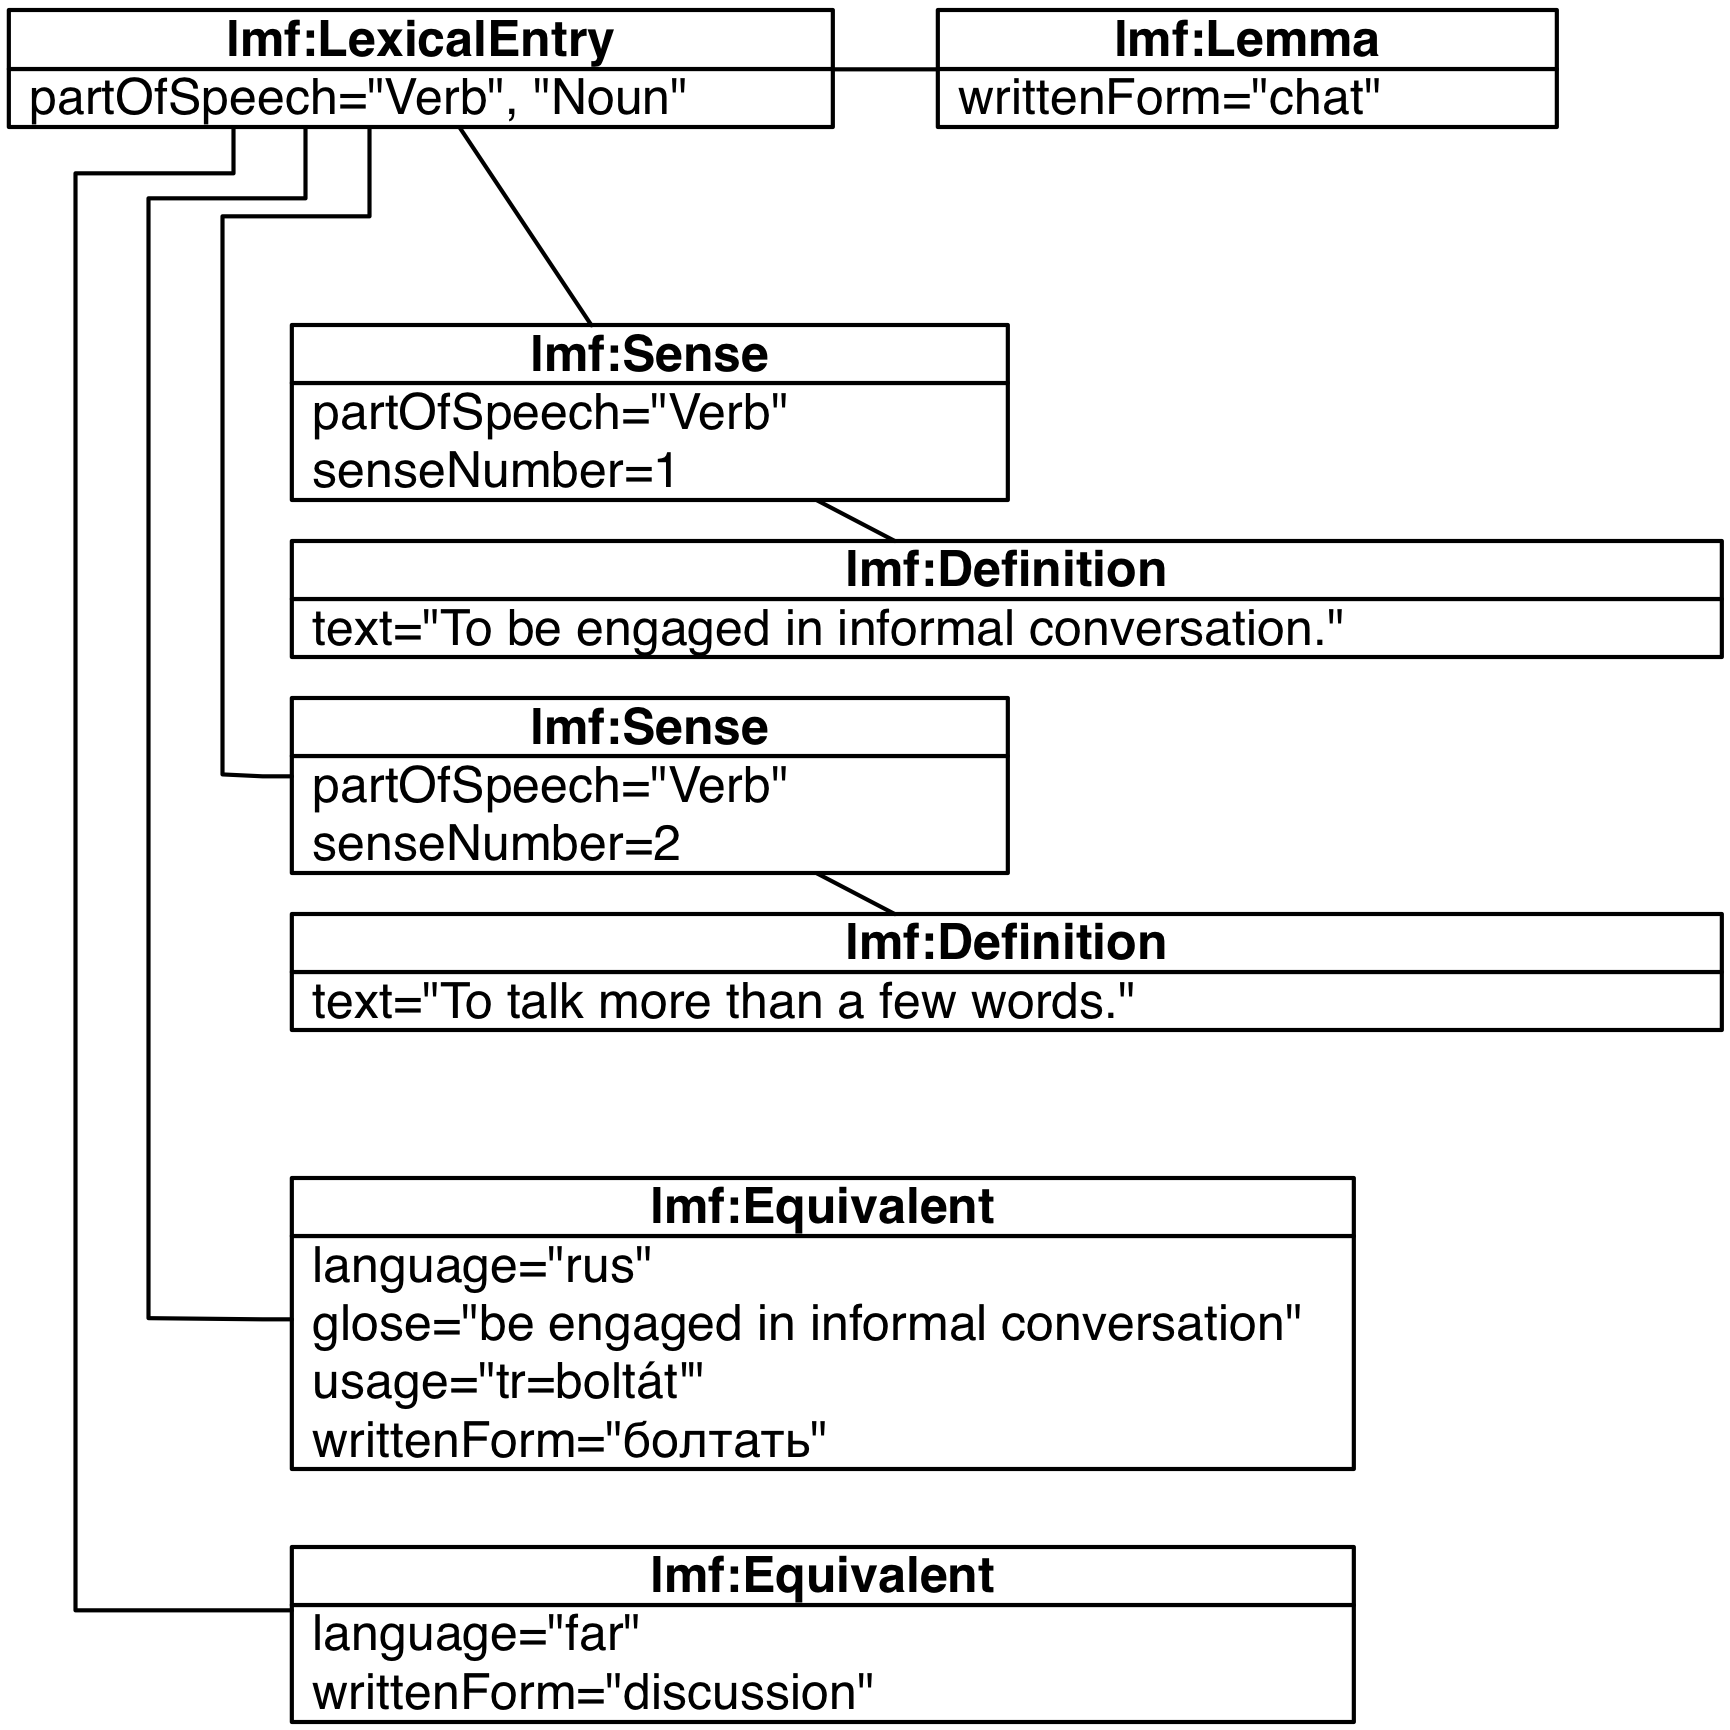 lmf:LexicalEntry
partOfSpeech="Verb", "Noun"
lmf:Lemma
writtenForm="chat"
lmf:Sense
partOfSpeech="Verb"
senseNumber=1
lmf:Definition
text="To be engaged in informal conversation."
lmf:Sense
partOfSpeech="Verb"
senseNumber=2
lmf:Definition
text="To talk more than a few words."
lmf:Equivalent
language="rus"
glose="be engaged in informal conversation"
usage="tr=boltát'"
writtenForm="болтать"
lmf:Equivalent
language="far"
writtenForm="discussion"